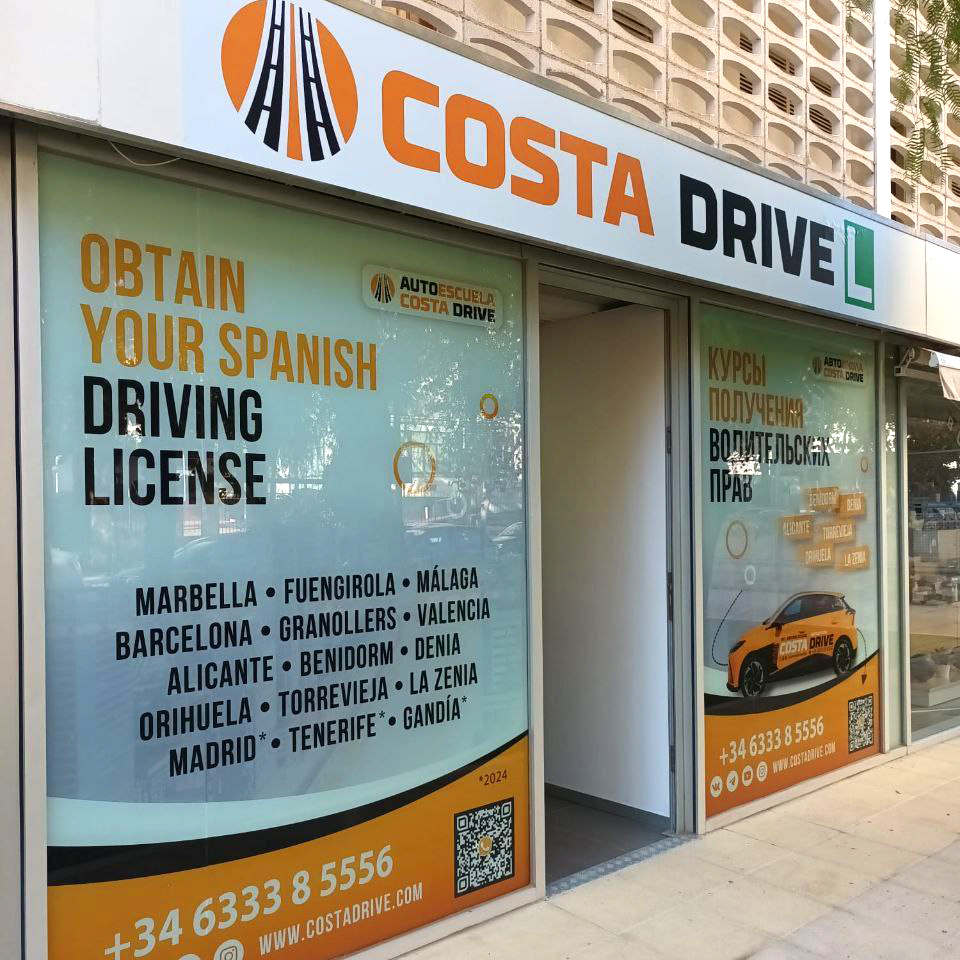 COSTA DRIVE L
OBTAIN
YOUR SPANISH
DRIVING
LICENSE
AUTOESCUELA
COSTA DRIVE
MARBELLA • FUENGIROLA • MÁLAGA
BARCELONA • GRANOLLERS • VALENCIA
ALICANTE • BENIDORM • DENIA
ORIHUELA • TORREVIEJA • LA ZENIA
MADRID* • TENERIFE* • GANDÍA*
*2024
+34 6333 8 5556
WWW.COSTADRIVE.COM
КУРСЫ
ПОЛУЧЕНИЯ
ВОДИТЕЛЬСКИХ
ПРАВ
АВТОШКОЛА
COSTA DRIVE
BENIDORM DENIA
ALICANTE TORREVIEJA
ORIHUELA LA ZENIA
COSTA DRIVE
+34 6333 8 5556
WWW.COSTADRIVE.COM